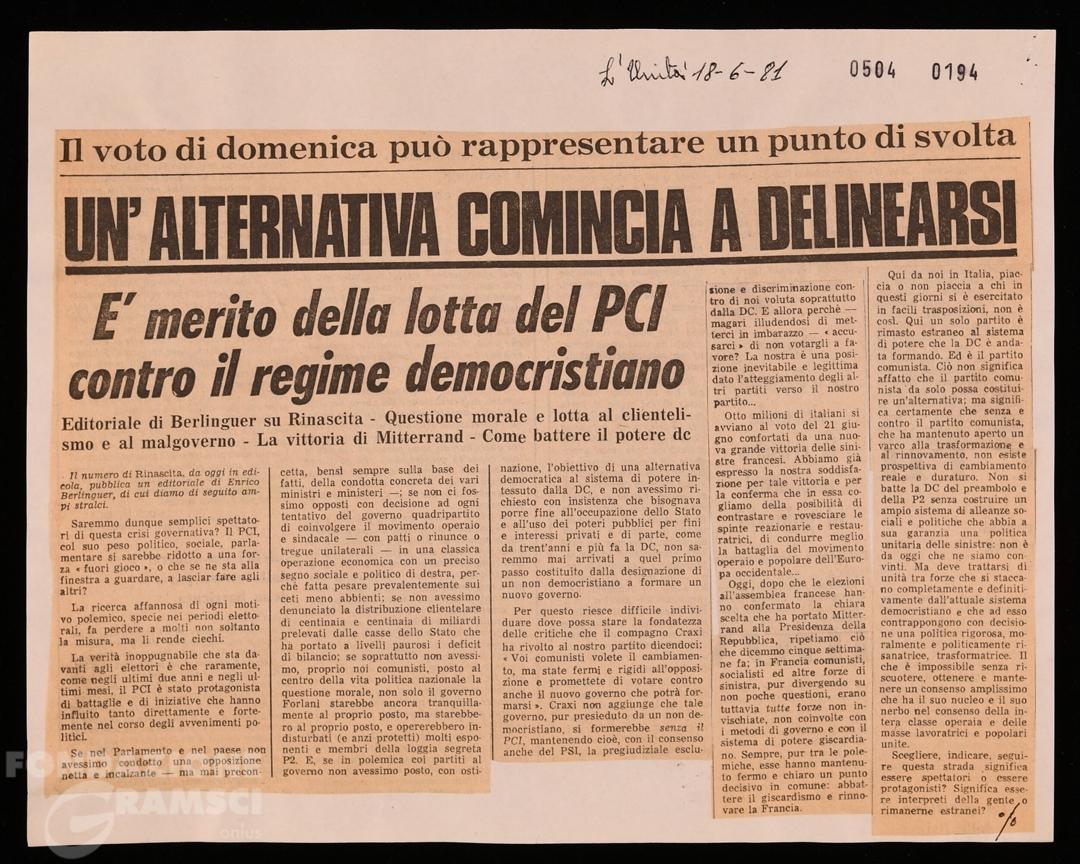 L'Unità 18-6-81
0504 0194
Il voto di domenica può rappresentare un punto di svolta
UN' ALTERNATIVA COMINCIA A DELINEARSI
E' merito della lotta del PCI
contro il regime democristiano
Editoriale di Berlinguer su Rinascita - Questione morale e lotta al clienteli-
smo e al malgoverno - La vittoria di Mitterrand - Come battere il potere dc
Il numero di Rinascita, da oggi in edi-
cola, pubblica un editoriale di Enrico
Berlinguer, di cui diamo di seguito am-
pi stralci.
Saremmo dunque semplici spettato-
ri di questa crisi governativa? Il PCI,
col suo peso politico, sociale, parla-
mentare si sarebbe ridotto a una for-
za « fuori gioco », o che se ne sta alla
finestra a guardare, a lasciar fare agli
altri?
La ricerca affannosa di ogni moti-
vo polemico, specie nei periodi eletto-
rali, fa perdere a molti non soltanto
la misura, ma li rende ciechi.
La verità inoppugnabile che sta da-
vanti agli elettori è che raramente,
come negli ultimi due anni e negli ul-
timi mesi, il PCI è stato protagonista
di battaglie e di iniziative che hanno
influito tanto direttamente e forte-
mente nel corso degli avvenimenti po-
litici.
Se nel Parlamento e nel paese non
avessimo condotto una opposizione
netta e incalzante — ma mai precon-
cetta, bensì sempre sulla base dei
fatti, della condotta concreta dei vari
ministri e ministeri —; se non ci fos-
simo opposti con decisione ad ogni
tentativo del governo quadripartito
di coinvolgere il movimento operaio
e sindacale — con patti o rinunce o
tregue unilaterali — in una classica
operazione economica con un preciso
segno sociale e politico di destra, per-
ché fatta pesare prevalentemente sui
ceti meno abbienti; se non avessimo
denunciato la distribuzione clientelare
di centinaia e centinaia di miliardi
prelevati dalle casse dello Stato che
ha portato a livelli paurosi i deficit
di bilancio; se soprattutto non avessi-
mo, proprio noi comunisti, posto al
centro della vita politica nazionale la
questione morale, non solo il governo
Forlani starebbe ancora tranquilla-
mente al proprio posto, ma starebbe-
ro al proprio posto, e opererebbero in-
disturbati (e anzi protetti) molti espo-
nenti e membri della loggia segreta
P2. E, se in polemica coi partiti al
governo non avessimo posto, con osti-
nazione, l'obiettivo di una alternativa
democratica al sistema di potere in-
tessuto dalla DC, e non avessimo ri-
chiesto con insistenza che bisognava
porre fine all'occupazione dello Stato
e all'uso dei poteri pubblici per fini
e interessi privati e di parte, come
da trent'anni e più fa la DC, non sa-
remmo mai arrivati a quel primo
passo costituito dalla designazione di
un non democristiano a formare un
nuovo governo.
Per questo riesce difficile indivi-
duare dove possa stare la fondatezza
delle critiche che il compagno Craxi
ha rivolto al nostro partito dicendoci:
« Voi comunisti volete il cambiamen-
to, ma state fermi e rigidi all'opposi-
zione e promettete di votare contro
anche il nuovo governo che potrà for-
marsi ». Craxi non aggiunge che tale
governo, pur presieduto da un non de-
mocristiano, si formerebbe senza il
PCI, mantenendo cioè, con il consenso
anche del PSI, la pregiudiziale esclu-
sione e discriminazione con-
tro di noi voluta soprattutto
dalla DC. E allora perché —
magari illudendosi di met-
terci in imbarazzo — « accu-
sarci » di non votargli a fa-
vore? La nostra è una posi-
zione inevitabile e legittima
dato l'atteggiamento degli al-
tri partiti verso il nostro
partito...
Otto milioni di italiani si
avviano al voto del 21 giu-
gno confortati da una nuo-
va grande vittoria delle sini-
stre francesi. Abbiamo già
espresso la nostra soddisfa-
zione per tale vittoria e per
la conferma che in essa co-
gliamo della possibilità di
contrastare e rovesciare le
spinte reazionarie e restau-
ratrici, di condurre meglio
la battaglia del movimento
operaio e popolare dell'Euro-
pa occidentale...
Oggi, dopo che le elezioni
all'assemblea francese han-
no confermato la chiara
scelta che ha portato Mitter-
rand alla Presidenza della
Repubblica, ripetiamo ciò
che dicemmo cinque settima-
ne fa; in Francia comunisti,
socialisti ed altre forze di
sinistra, pur divergendo su
non poche questioni, erano
tuttavia tutte forze non in-
vischiate, non coinvolte con
i metodi di governo e con il
sistema di potere giscardia-
no. Sempre, pur tra le pole-
miche, esse hanno mantenu-
to fermo e chiaro un punto
decisivo in comune: abbat-
tere il giscardismo e rinno-
vare la Francia.
Qui da noi in Italia, piac-
cia o non piaccia a chi in
questi giorni si è esercitato
in facili trasposizioni, non è
così. Qui un solo partito è
rimasto estraneo al sistema
di potere che la DC è anda-
ta formando. Ed è il partito
comunista. Ciò non significa
affatto che il partito comu-
nista da solo possa costitui-
re un'alternativa; ma signi-
fica certamente che senza e
contro il partito comunista,
che ha mantenuto aperto un
varco alla trasformazione e
al rinnovamento, non esiste
prospettiva di cambiamento
reale e duraturo. Non si
batte la DC del preambolo e
della P2 senza costruire un
ampio sistema di alleanze so-
ciali e politiche che abbia a
sua garanzia una politica
unitaria delle sinistre: non è
da oggi che ne siamo con-
vinti. Ma deve trattarsi di
unità tra forze che si stacca-
no completamente e definiti-
vamente dall'attuale sistema
democristiano e che ad esso
contrappongono con decisio-
ne una politica rigorosa, mo-
ralmente e politicamente ri-
sanatrice, trasformatrice. Il
che è impossibile senza ri-
scuotere, ottenere e mante-
nere un consenso amplissimo
che ha il suo nucleo e il suo
nerbo nel consenso della in-
tera classe operaia e delle
masse lavoratrici e popolari
unite.
Scegliere, indicare, segui-
re questa strada significa
essere spettatori o essere
protagonisti? Significa esse-
re interpreti della gente o
rimanerne estranei?
%
GRAMSCI
onlus